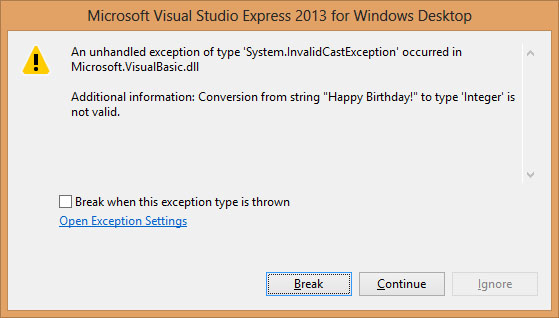 Microsoft Visual Studio Express 2013 for Windows Desktop
An unhandled exception of type 'System.InvalidCastException' occurred in
Microsoft.VisualBasic.dll
Additional information: Conversion from string "Happy Birthday!" to type 'Integer' is
not valid.
Break when this exception type is thrown
Open Exception Settings
Break
Continue
Ignore